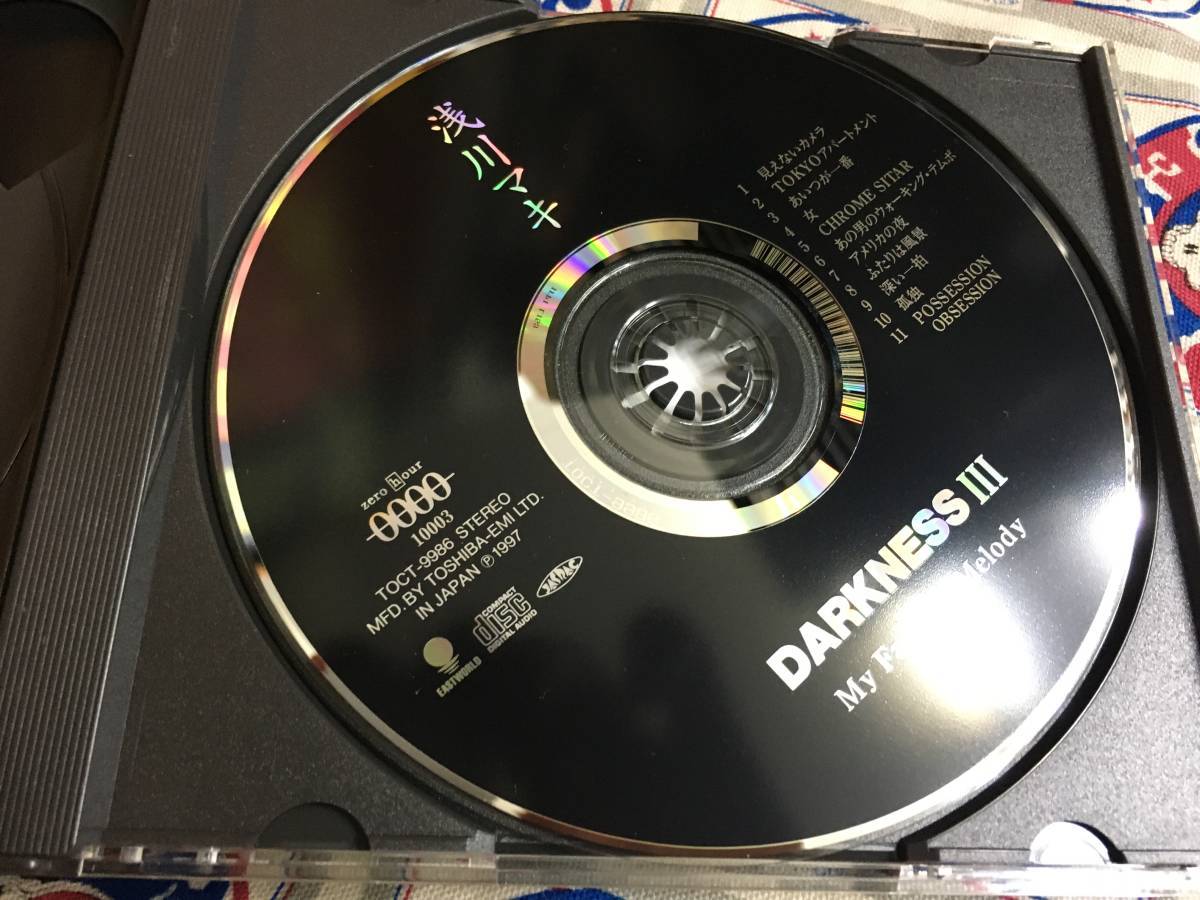 浅川マキ
1 見えないカメラ
2 TOKYOアパートメント
3 あいつが一番
4 女
5 CHROME SITAR
6 あの男のウォーキング・テムポ
7 アメリカの夜
8 ふたりは風景
9 深い一拍
10 孤独
11 POSSESSION
OBSESSION
zero hour
0000
10003
TOCT-9986 STEREO
MFD. BY TOSHIBA-EMI LTD.
IN JAPAN ℗ 1997
EASTWORLD
COMPACT
disc
DIGITAL AUDIO
JASRAC
DARKNESS III
My Melody